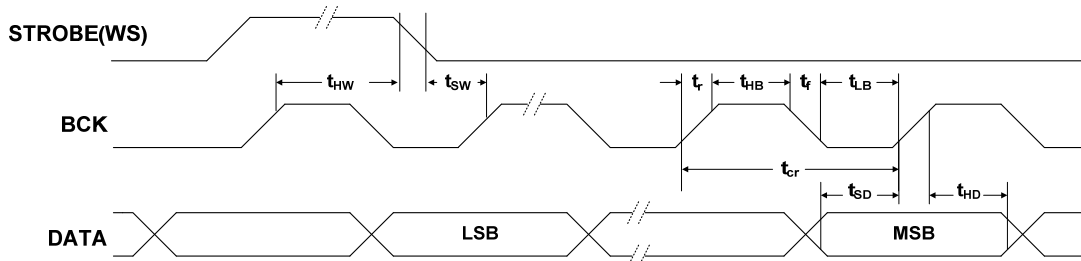 STROBE(WS)
tHW
tSW
tr
tHB
tf
tLB
BCK
tcr
tSD
tHD
DATA
LSB
MSB